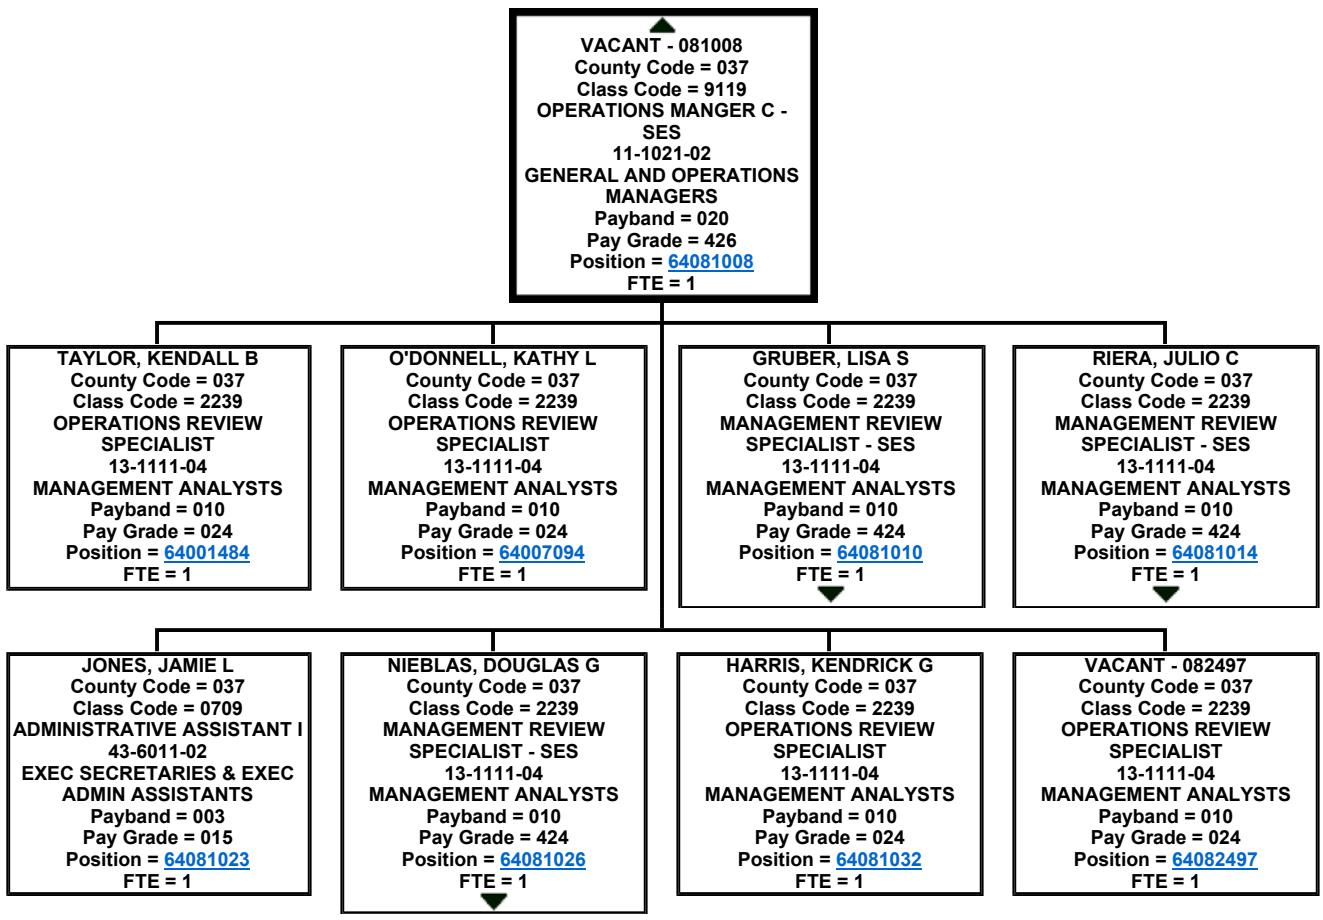 VACANT - 081008
County Code = 037
Class Code = 9119
OPERATIONS MANGER C -
SES
11-1021-02
GENERAL AND OPERATIONS
MANAGERS
Payband = 020
Pay Grade = 426
Position = 64081008
FTE = 1
TAYLOR, KENDALL B
County Code = 037
Class Code = 2239
OPERATIONS REVIEW
SPECIALIST
13-1111-04
MANAGEMENT ANALYSTS
Payband = 010
Pay Grade = 024
Position = 64001484
FTE = 1
O'DONNELL, KATHY L
County Code = 037
Class Code = 2239
OPERATIONS REVIEW
SPECIALIST
13-1111-04
MANAGEMENT ANALYSTS
Payband = 010
Pay Grade = 024
Position = 64007094
FTE = 1
GRUBER, LISA S
County Code = 037
Class Code = 2239
MANAGEMENT REVIEW
SPECIALIST - SES
13-1111-04
MANAGEMENT ANALYSTS
Payband = 010
Pay Grade = 424
Position = 64081010
FTE = 1
RIERA, JULIO C
County Code = 037
Class Code = 2239
MANAGEMENT REVIEW
SPECIALIST - SES
13-1111-04
MANAGEMENT ANALYSTS
Payband = 010
Pay Grade = 424
Position = 64081014
FTE = 1
JONES, JAMIE L
County Code = 037
Class Code = 0709
ADMINISTRATIVE ASSISTANT I
43-6011-02
EXEC SECRETARIES & EXEC
ADMIN ASSISTANTS
Payband = 003
Pay Grade = 015
Position = 64081023
FTE = 1
NIEBLAS, DOUGLAS G
County Code = 037
Class Code = 2239
MANAGEMENT REVIEW
SPECIALIST - SES
13-1111-04
MANAGEMENT ANALYSTS
Payband = 010
Pay Grade = 424
Position = 64081026
FTE = 1
HARRIS, KENDRICK G
County Code = 037
Class Code = 2239
OPERATIONS REVIEW
SPECIALIST
13-1111-04
MANAGEMENT ANALYSTS
Payband = 010
Pay Grade = 024
Position = 64081032
FTE = 1
VACANT - 082497
County Code = 037
Class Code = 2239
OPERATIONS REVIEW
SPECIALIST
13-1111-04
MANAGEMENT ANALYSTS
Payband = 010
Pay Grade = 024
Position = 64082497
FTE = 1